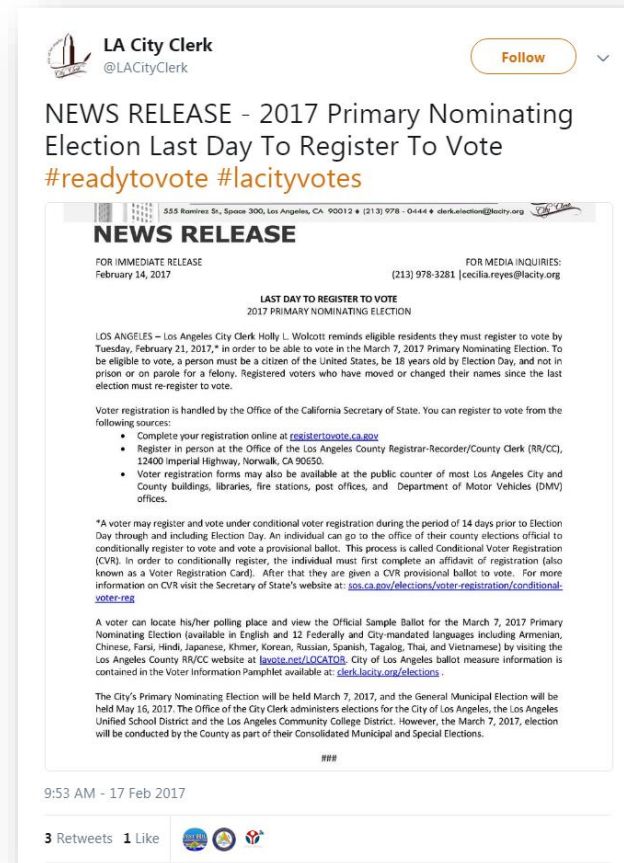 LA City Clerk
@LACityClerk
Follow
NEWS RELEASE - 2017 Primary Nominating
Election Last Day To Register To Vote
#readytovote #lacityvotes
555 Ramirez St., Space 300, Los Angeles, CA 90012 ♦ (213) 978 - 0444 ♦ clerk.election@lacity.org
NEWS RELEASE
FOR IMMEDIATE RELEASE
FOR MEDIA INQUIRIES:
February 14, 2017
(213) 978-3281 |cecilia.reyes@lacity.org
LAST DAY TO REGISTER TO VOTE
2017 PRIMARY NOMINATING ELECTION
LOS ANGELES – Los Angeles City Clerk Holly L. Wolcott reminds eligible residents they must register to vote by
Tuesday, February 21, 2017,* in order to be able to vote in the March 7, 2017 Primary Nominating Election. To
be eligible to vote, a person must be a citizen of the United States, be 18 years old by Election Day, and not in
prison or on parole for a felony. Registered voters who have moved or changed their names since the last
election must re-register to vote.
Voter registration is handled by the Office of the California Secretary of State. You can register to vote from the
following sources:
• Complete your registration online at registertovote.ca.gov
• Register in person at the Office of the Los Angeles County Registrar-Recorder/County Clerk (RR/CC),
12400 Imperial Highway, Norwalk, CA 90650.
• Voter registration forms may also be available at the public counter of most Los Angeles City and
County buildings, libraries, fire stations, post offices, and Department of Motor Vehicles (DMV)
offices.
*A voter may register and vote under conditional voter registration during the period of 14 days prior to Election
Day through and including Election Day. An individual can go to the office of their county elections official to
conditionally register to vote and vote a provisional ballot. This process is called Conditional Voter Registration
(CVR). In order to conditionally register, the individual must first complete an affidavit of registration (also
known as a Voter Registration Card). After that they are given a CVR provisional ballot to vote. For more
information on CVR visit the Secretary of State's website at: sos.ca.gov/elections/voter-registration/conditional-
voter-reg
A voter can locate his/her polling place and view the Official Sample Ballot for the March 7, 2017 Primary
Nominating Election (available in English and 12 Federally and City-mandated languages including Armenian,
Chinese, Farsi, Hindi, Japanese, Khmer, Korean, Russian, Spanish, Tagalog, Thai, and Vietnamese) by visiting the
Los Angeles County RR/CC website at lavote.net/LOCATOR. City of Los Angeles ballot measure information is
contained in the Voter Information Pamphlet available at: clerk.lacity.org/elections .
The City's Primary Nominating Election will be held March 7, 2017, and the General Municipal Election will be
held May 16, 2017. The Office of the City Clerk administers elections for the City of Los Angeles, the Los Angeles
Unified School District and the Los Angeles Community College District. However, the March 7, 2017, election
will be conducted by the County as part of their Consolidated Municipal and Special Elections.
###
9:53 AM - 17 Feb 2017
3 Retweets 1 Like